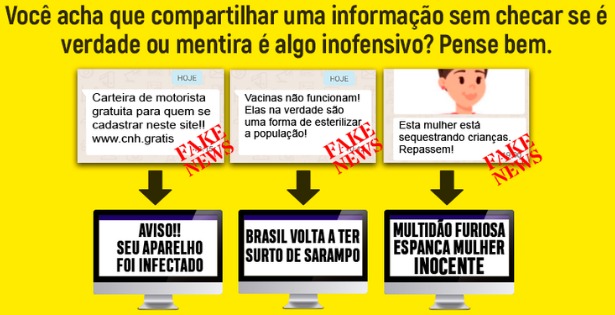 Você acha que compartilhar uma informação sem checar se é
verdade ou mentira é algo inofensivo? Pense bem.
HOJE
Carteira de motorista
gratuita para quem se
cadastrar neste site!!
www.cnh.gratis
FAKE
NEWS
HOJE
Vacinas não funcionam!
Elas na verdade são
uma forma de esterilizar
a população!
FAKE
NEWS
Esta mulher está
sequestrando crianças.
Repassem!
FAKE
NEWS
AVISO!!
SEU APARELHO
FOI INFECTADO
BRASIL VOLTA A TER
SURTO DE SARAMPO
MULTIDÃO FURIOSA
ESPANCA MULHER
INOCENTE